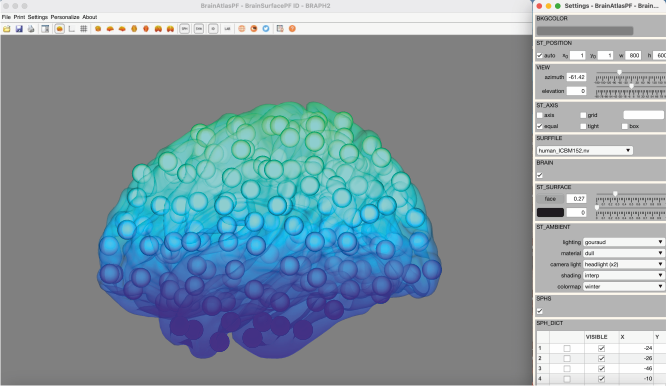 BrainAtlasPF - BrainSurfacePF ID - BRAPH2
File Print Settings Personalize About
Settings - BrainAtlasPF - Brain...
BKGCOLOR
ST_POSITION
auto x0 1 y0 1 w 800 h 600
VIEW
azimuth -61.42
elevation 0
ST_AXIS
axis grid
equal tight box
SURFFILE
human_ICBM152.nv
BRAIN
ST_SURFACE
face 0.27
0
ST_AMBIENT
lighting gouraud
material dull
camera light headlight (x2)
shading interp
colormap winter
SPHS
SPH_DICT
VISIBLE X Y
1 -24
2 -26
3 -46
4 -10